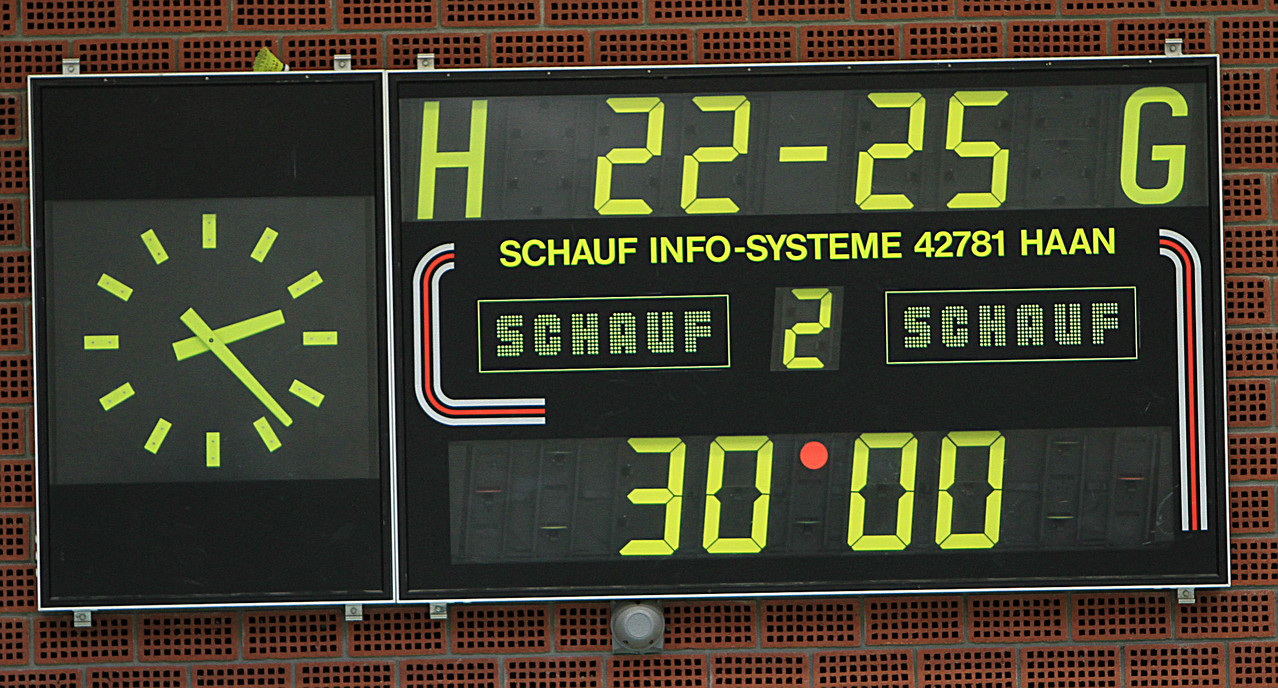 H 22-25 G
SCHAUF INFO-SYSTEME 42781 HAAN
SCHAUF 2 SCHAUF
30 00